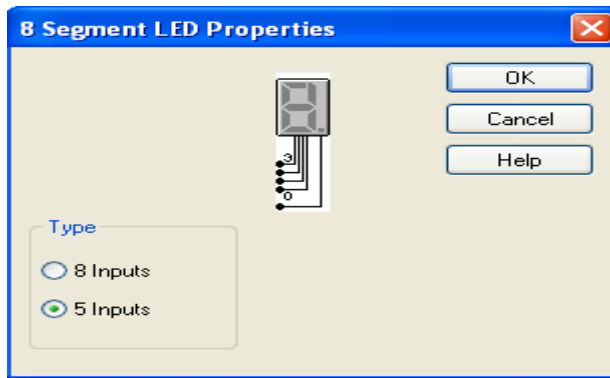 8 Segment LED Properties
OK
Cancel
Help
3
0
Type
8 Inputs
5 Inputs